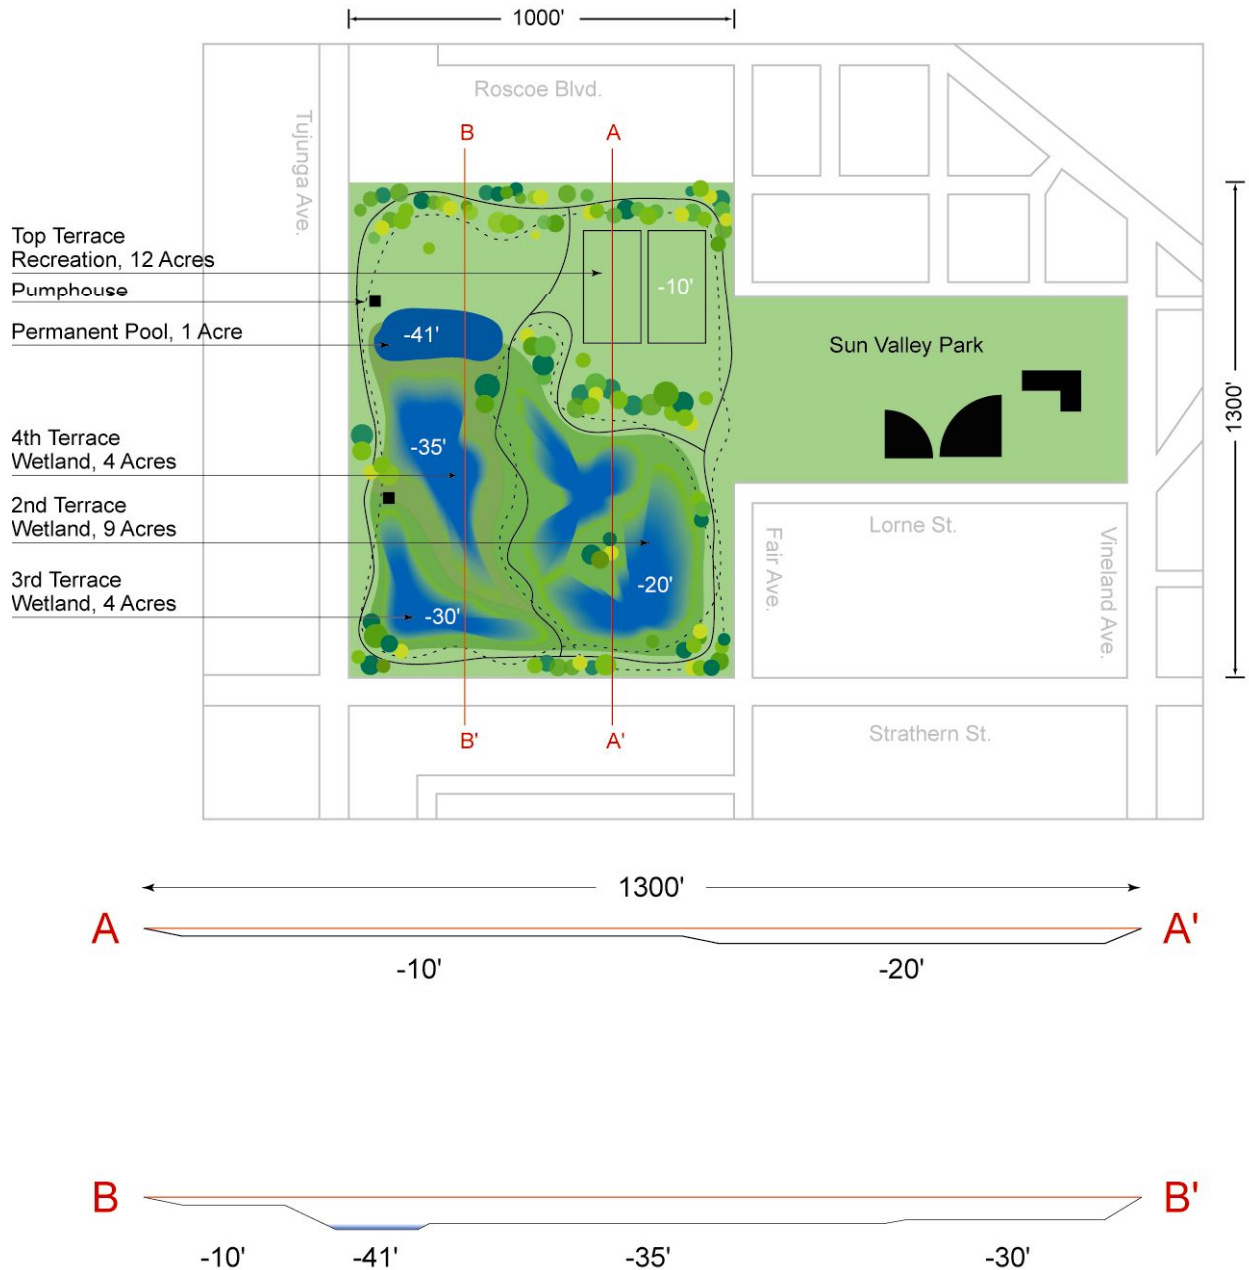 1000'
Roscoe Blvd.
Tujunga Ave.
B
A
Top Terrace
Recreation, 12 Acres
Pumphouse
Permanent Pool, 1 Acre
-10'
-41'
Sun Valley Park
1300'
4th Terrace
Wetland, 4 Acres
-35'
2nd Terrace
Wetland, 9 Acres
3rd Terrace
Wetland, 4 Acres
-20'
-30'
Lorne St.
Fair Ave.
Vineland Ave.
Strathern St.
B'
A'
1300'
A
A'
-10'
-20'
B
B'
-10'
-41'
-35'
-30'